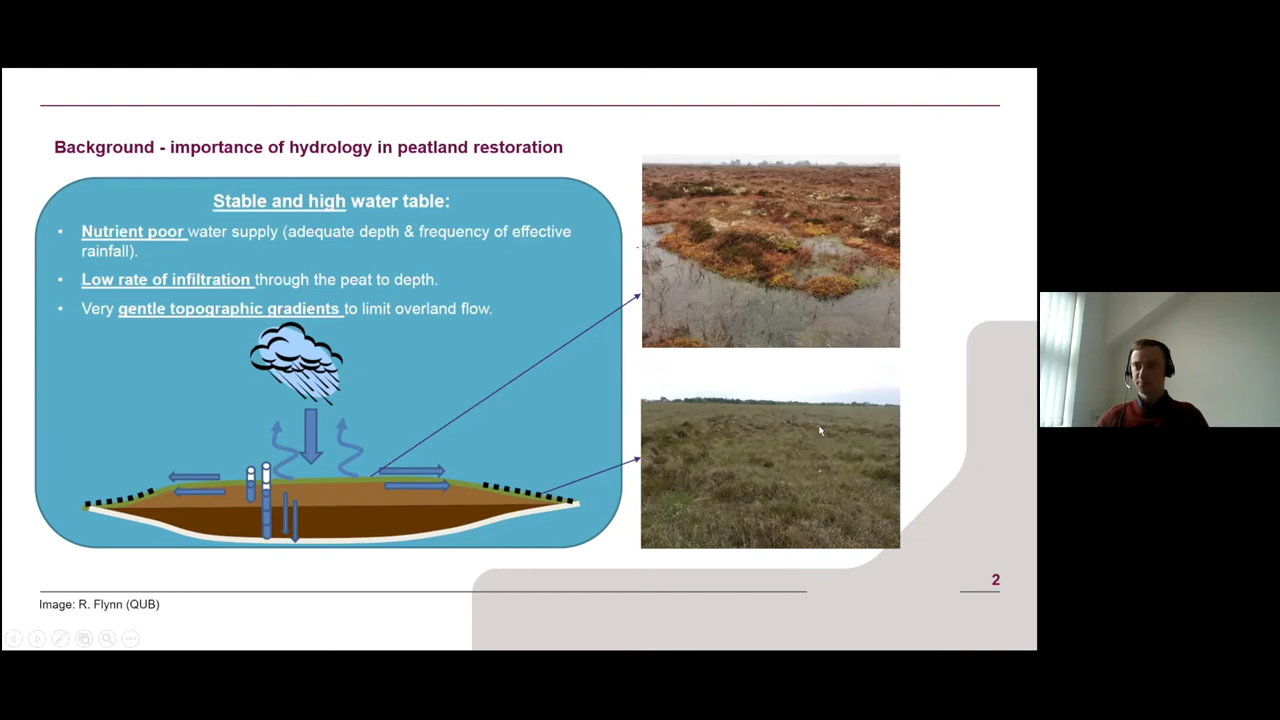 Background - importance of hydrology in peatland restoration
Stable and high water table:
• Nutrient poor water supply (adequate depth & frequency of effective
rainfall).
• Low rate of infiltration through the peat to depth.
• Very gentle topographic gradients to limit overland flow.
2
Image: R. Flynn (QUB)